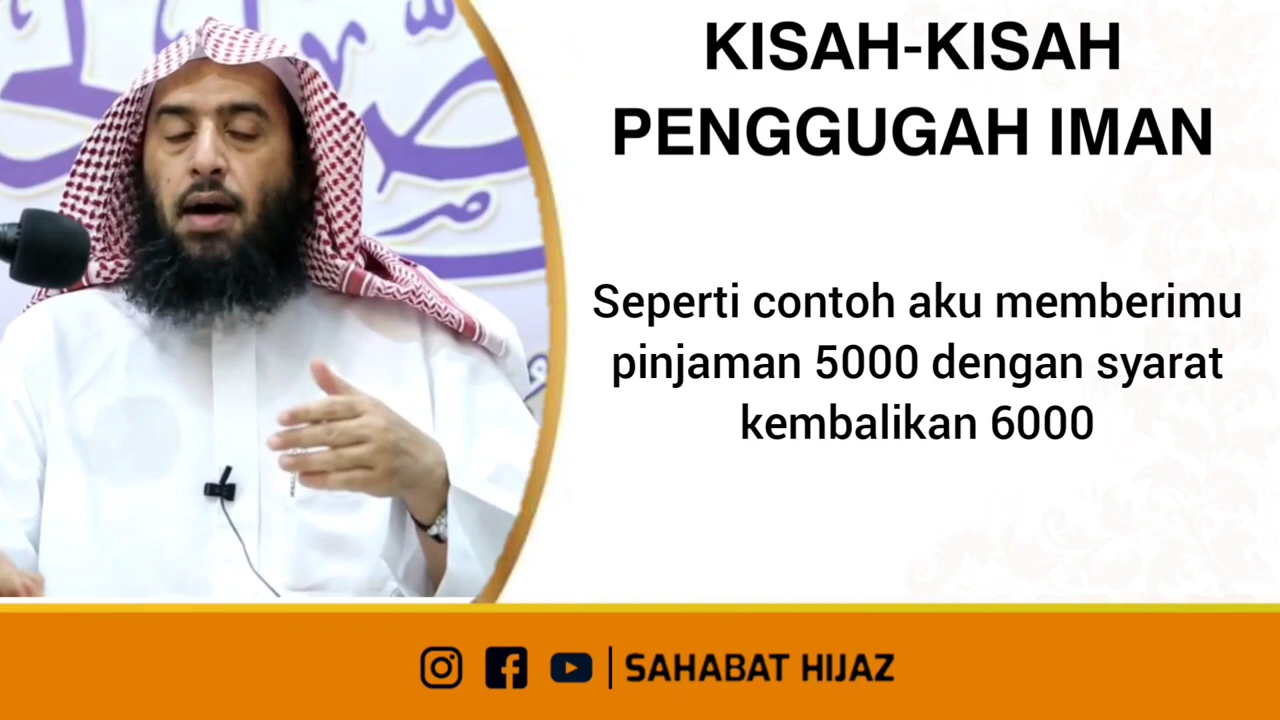 KISAH-KISAH
PENGGUGAH IMAN
Seperti contoh aku memberimu
pinjaman 5000 dengan syarat
kembalikan 6000
SAHABAT HIJAZ